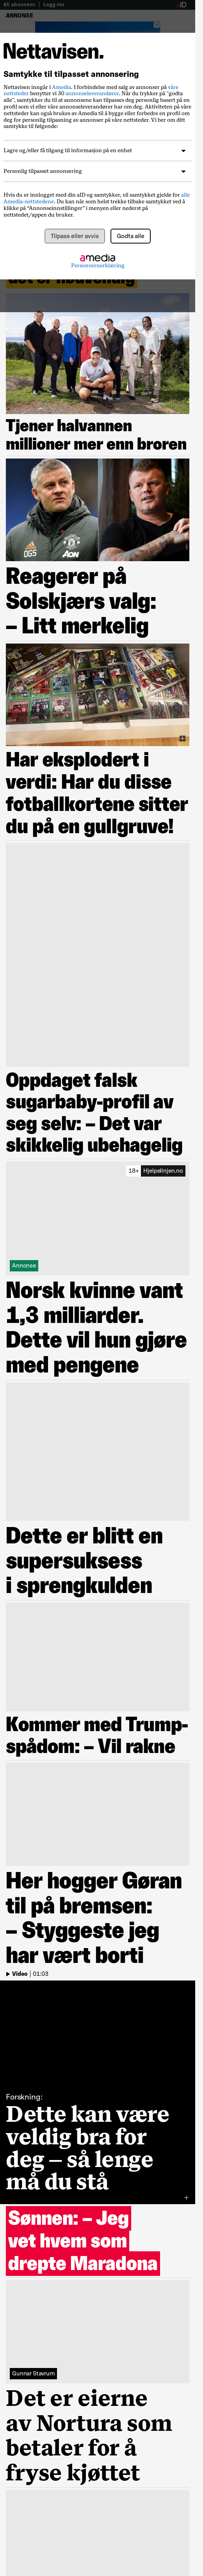 Bli abonnent | Logg inn
ANNONSE
Nettavisen.
Samtykke til tilpasset annonsering
Nettavisen inngår i Amedia. I forbindelse med salg av annonser på våre
nettsteder benytter vi 30 annonseleverandører. Når du trykker på "godta
alle", samtykker du til at annonsene du ser hos oss kan tilpasses deg basert på
din aktivitet hos våre annonseleverandører har om deg. Aktiviteten på våre
nettsteder kan også brukes av Amedia til å bygge eller forbedre en profil om
deg for personlig tilpasning av annonser på våre nettsteder. Vi ber om ditt
samtykke til følgende:
Lagre og/eller få tilgang til informasjon på en enhet
Personlig tilpasset annonsering
Hvis du er innlogget med din aID og samtykker, vil samtykket gjelde for alle
Amedia-nettstedene. Du kan når som helst trekke tilbake samtykket ved å
klikke på “Annonseinnstillinger” i menyen eller nederst på
nettstedet/appen du bruker.
Tilpass eller avvis
Godta alle
amedia
Personvernerklæring
det er nødvendig
Tjener halvannen
millioner mer enn broren
Reagerer på
Solskjærs valg:
– Litt merkelig
Har eksplodert i
verdi: Har du disse
fotballkortene sitter
du på en gullgruve!
Oppdaget falsk
sugarbaby-profil av
seg selv: – Det var
skikkelig ubehagelig
18+ Hjelpelinjen.no
Annonse
Norsk kvinne vant
1,3 milliarder.
Dette vil hun gjøre
med pengene
Dette er blitt en
supersuksess
i sprengkulden
Kommer med Trump-
spådom: – Vil rakne
Her hogger Gøran
til på bremsen:
– Styggeste jeg
har vært borti
Video | 01:03
Forskning:
Dette kan være
veldig bra for
deg – så lenge
må du stå
Sønnen: – Jeg
vet hvem som
drepte Maradona
Gunnar Stavrum
Det er eierne
av Nortura som
betaler for å
fryse kjøttet